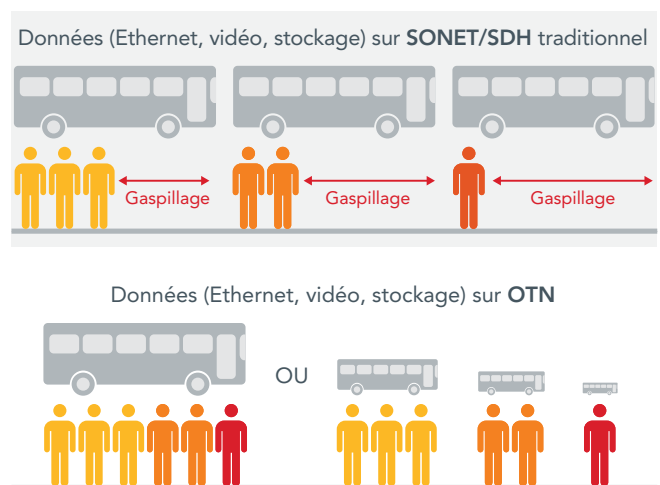 Données (Ethernet, vidéo, stockage) sur SONET/SDH traditionnel
Gaspillage
Gaspillage
Gaspillage
Données (Ethernet, vidéo, stockage) sur OTN
OU